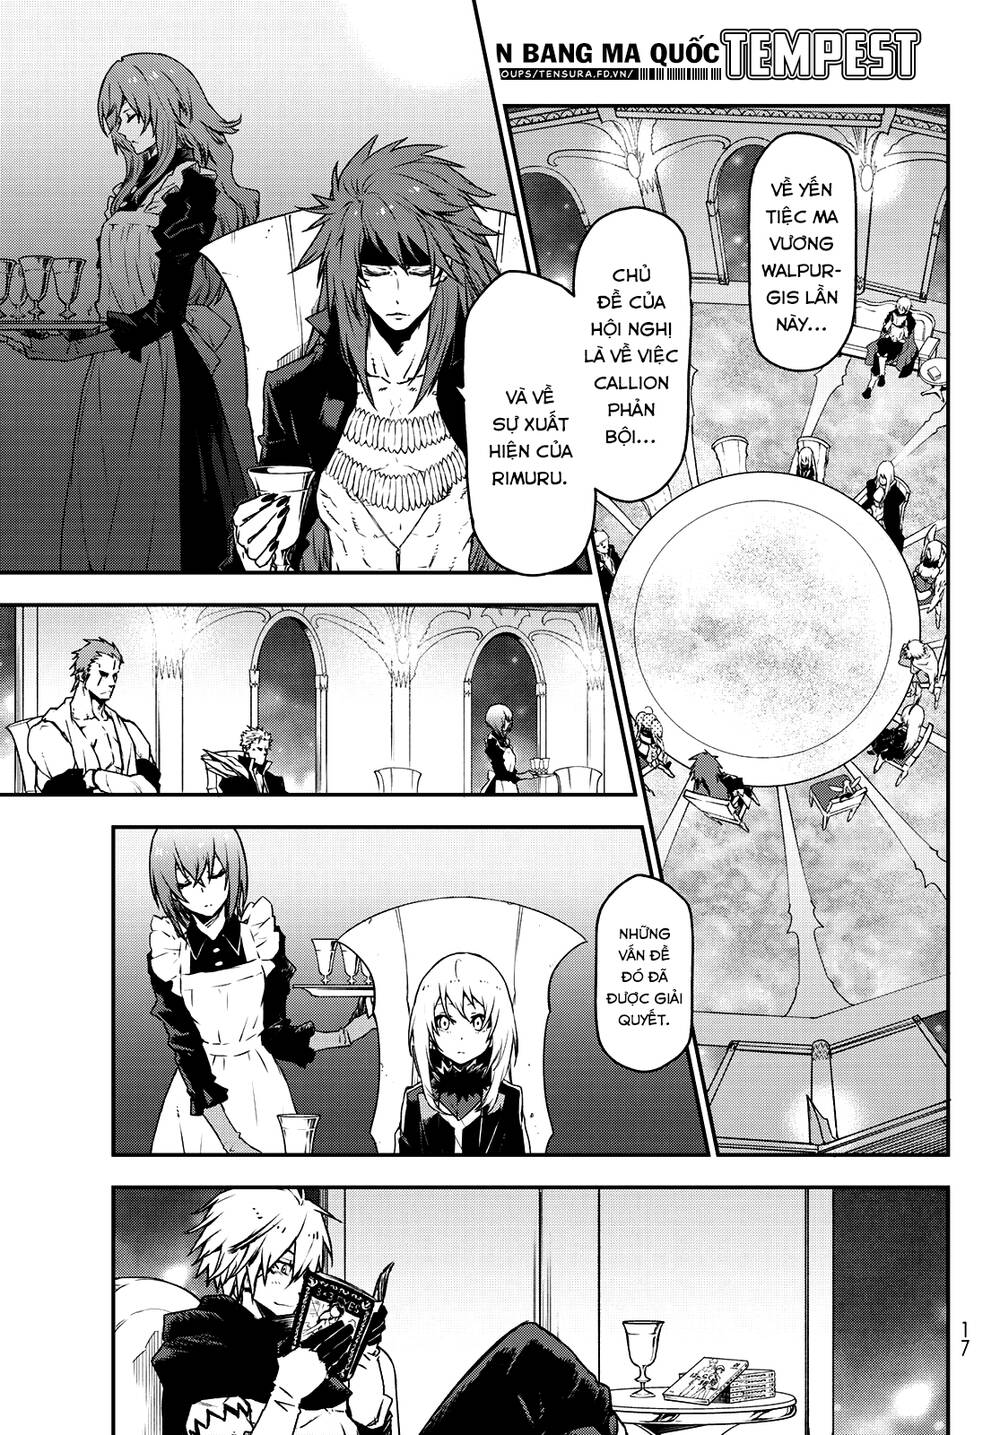 N BANG MA QUỐC TEMPEST
OUPS/TENSURA.FD.VN/
VỀ YẾN
TIỆC MA
VƯƠNG
WALPUR-
GIS LẦN
NÀY...
CHỦ
ĐỀ CỦA
HỘI NGHỊ
LÀ VỀ VIỆC
CALLION
PHẢN
BỘI...
VÀ VỀ
SỰ XUẤT
HIỆN CỦA
RIMURU.
NHỮNG
VẤN ĐỀ
ĐÓ ĐÃ
ĐƯỢC GIẢI
QUYẾT.
17